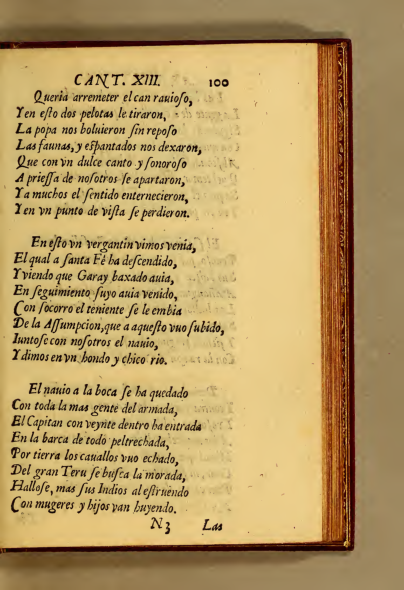 CANT. XIII. 100
Queria arremeter el can rauioſo,
Y en eſto dos pelotas le tiraron,
La popa nos boluieron ſin repoſo
Las faunas, y eſpantados nos dexaron,
Que con vn dulce canto y ſonoroſo
A prieſſa de noſotros ſe apartaron,
Y a muchos el ſentido enternecieron,
Y en vn punto de viſta ſe perdieron.
En eſto vn vergantin vimos venia,
El qual a ſanta Fè ha deſcendido,
Y viendo que Garay baxado auia,
En ſeguimiento ſuyo auia venido,
Con ſocorro el teniente ſe le embia
De la Aſſumpcion, que a aqueſto vuo ſubido,
Iuntoſe con noſotros el nauio,
Y dimos en vn hondo y chico rio.
El nauio a la boca ſe ha quedado
Con toda la mas gente del armada,
El Capitan con veynte dentro ha entrada
En la barca de todo peltrechada,
Por tierra los cauallos vuo echado,
Del gran Teru ſe buſca la morada,
Halloſe, mas ſus Indios al eſtruendo
Con mugeres y hijos van huyendo.
N3 Las